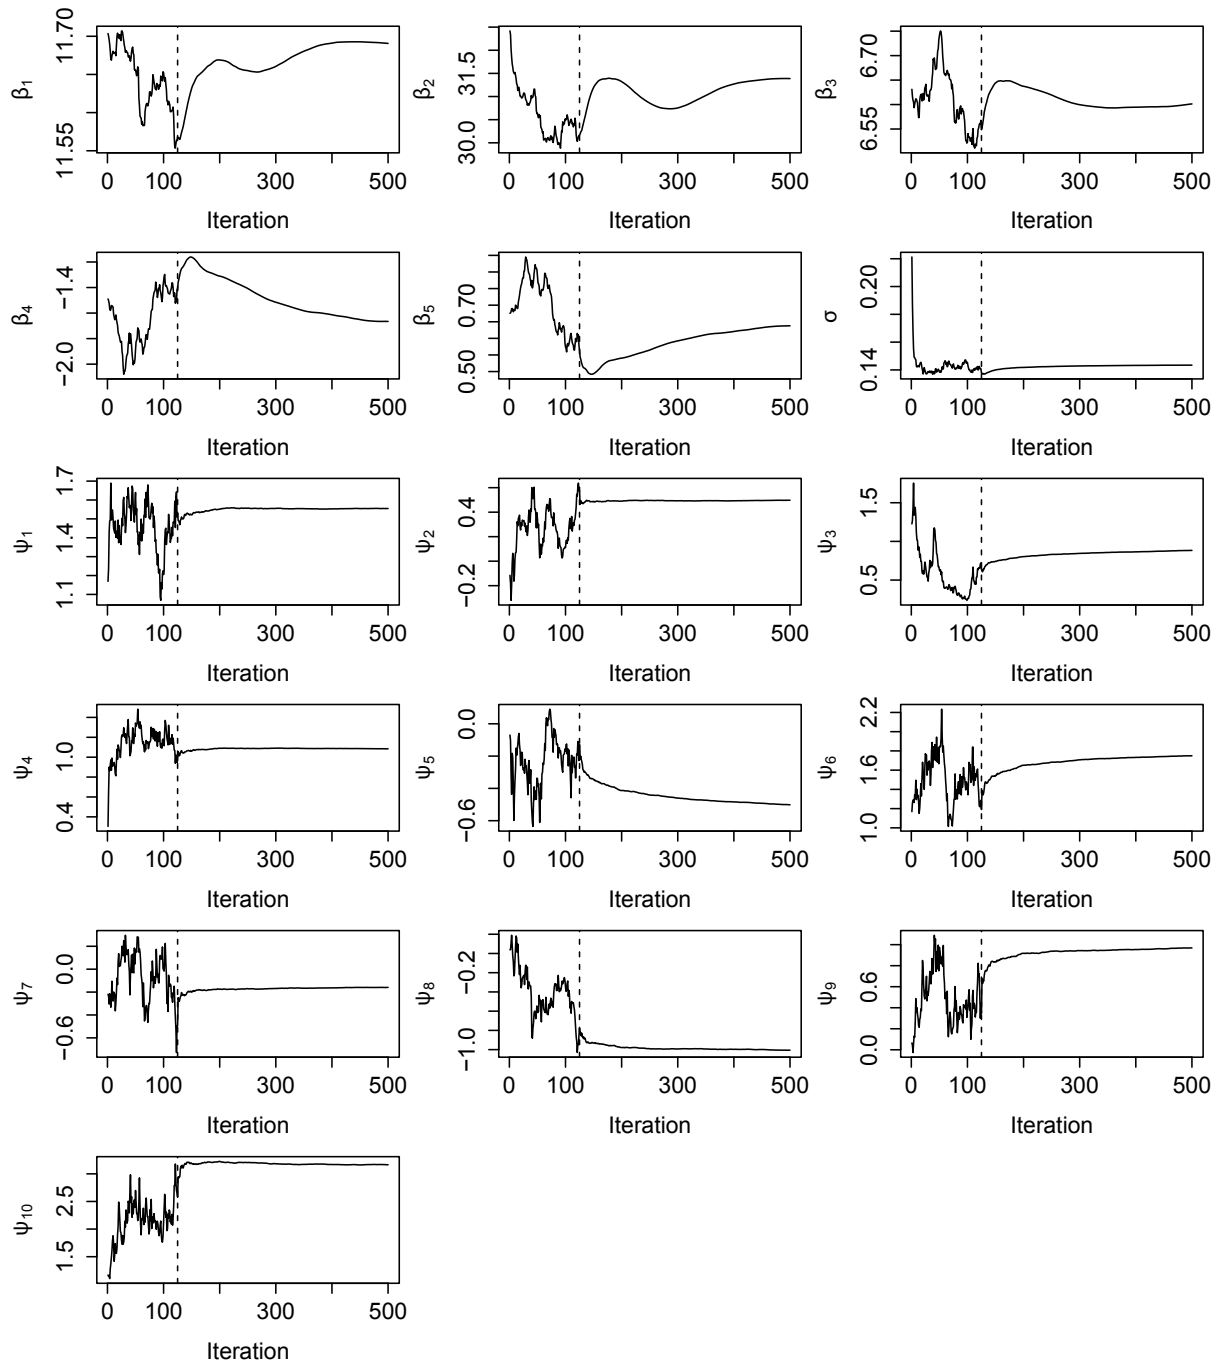 β1
11.55 11.70
0 100 300 500
Iteration
β2
30.0 31.5
0 100 300 500
Iteration
β3
6.55 6.70
0 100 300 500
Iteration
β4
−2.0 −1.4
0 100 300 500
Iteration
β5
0.50 0.70
0 100 300 500
Iteration
σ
0.14 0.20
0 100 300 500
Iteration
ψ1
1.1 1.4 1.7
0 100 300 500
Iteration
ψ2
−0.2 0.4
0 100 300 500
Iteration
ψ3
0.5 1.5
0 100 300 500
Iteration
ψ4
0.4 1.0
0 100 300 500
Iteration
ψ5
−0.6 0.0
0 100 300 500
Iteration
ψ6
1.0 1.6 2.2
0 100 300 500
Iteration
ψ7
−0.6 0.0
0 100 300 500
Iteration
ψ8
−1.0 −0.2
0 100 300 500
Iteration
ψ9
0.0 0.6
0 100 300 500
Iteration
ψ10
1.5 2.5
0 100 300 500
Iteration